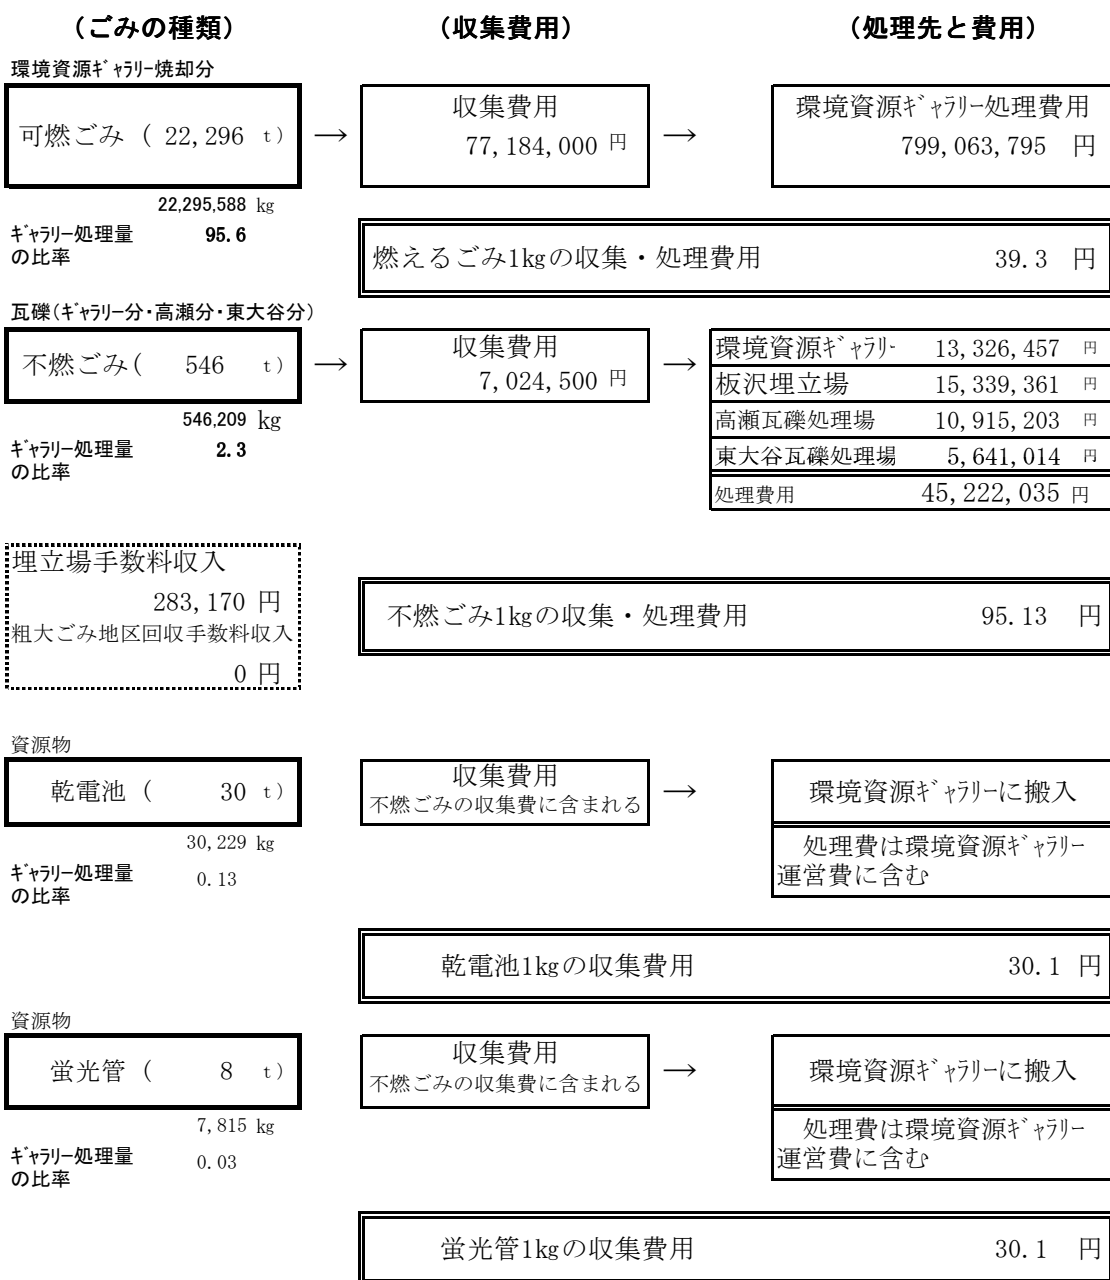 (ごみの種類) (収集費用) (処理先と費用)
環境資源ｷﾞｬﾗﾘｰ焼却分
可燃ごみ ( 22,296 t) → 収集費用 77,184,000 円 → 環境資源ｷﾞｬﾗﾘｰ処理費用 799,063,795 円
22,295,588 kg
ｷﾞｬﾗﾘｰ処理量の比率 95.6
燃えるごみ1kgの収集・処理費用 39.3 円
瓦礫(ｷﾞｬﾗﾘｰ分・高瀬分・東大谷分)
不燃ごみ( 546 t) → 収集費用 7,024,500 円 →
環境資源ｷﾞｬﾗﾘｰ 13,326,457 円
板沢埋立場 15,339,361 円
高瀬瓦礫処理場 10,915,203 円
東大谷瓦礫処理場 5,641,014 円
処理費用 45,222,035 円
546,209 kg
ｷﾞｬﾗﾘｰ処理量の比率 2.3
埋立場手数料収入
283,170 円
粗大ごみ地区回収手数料収入
0 円
不燃ごみ1kgの収集・処理費用 95.13 円
資源物
乾電池 ( 30 t) 収集費用 不燃ごみの収集費に含まれる → 環境資源ｷﾞｬﾗﾘｰに搬入
30,229 kg
処理費は環境資源ｷﾞｬﾗﾘｰ
運営費に含む
ｷﾞｬﾗﾘｰ処理量の比率 0.13
乾電池1kgの収集費用 30.1 円
資源物
蛍光管 ( 8 t) 収集費用 不燃ごみの収集費に含まれる → 環境資源ｷﾞｬﾗﾘｰに搬入
7,815 kg
処理費は環境資源ｷﾞｬﾗﾘｰ
運営費に含む
ｷﾞｬﾗﾘｰ処理量の比率 0.03
蛍光管1kgの収集費用 30.1 円